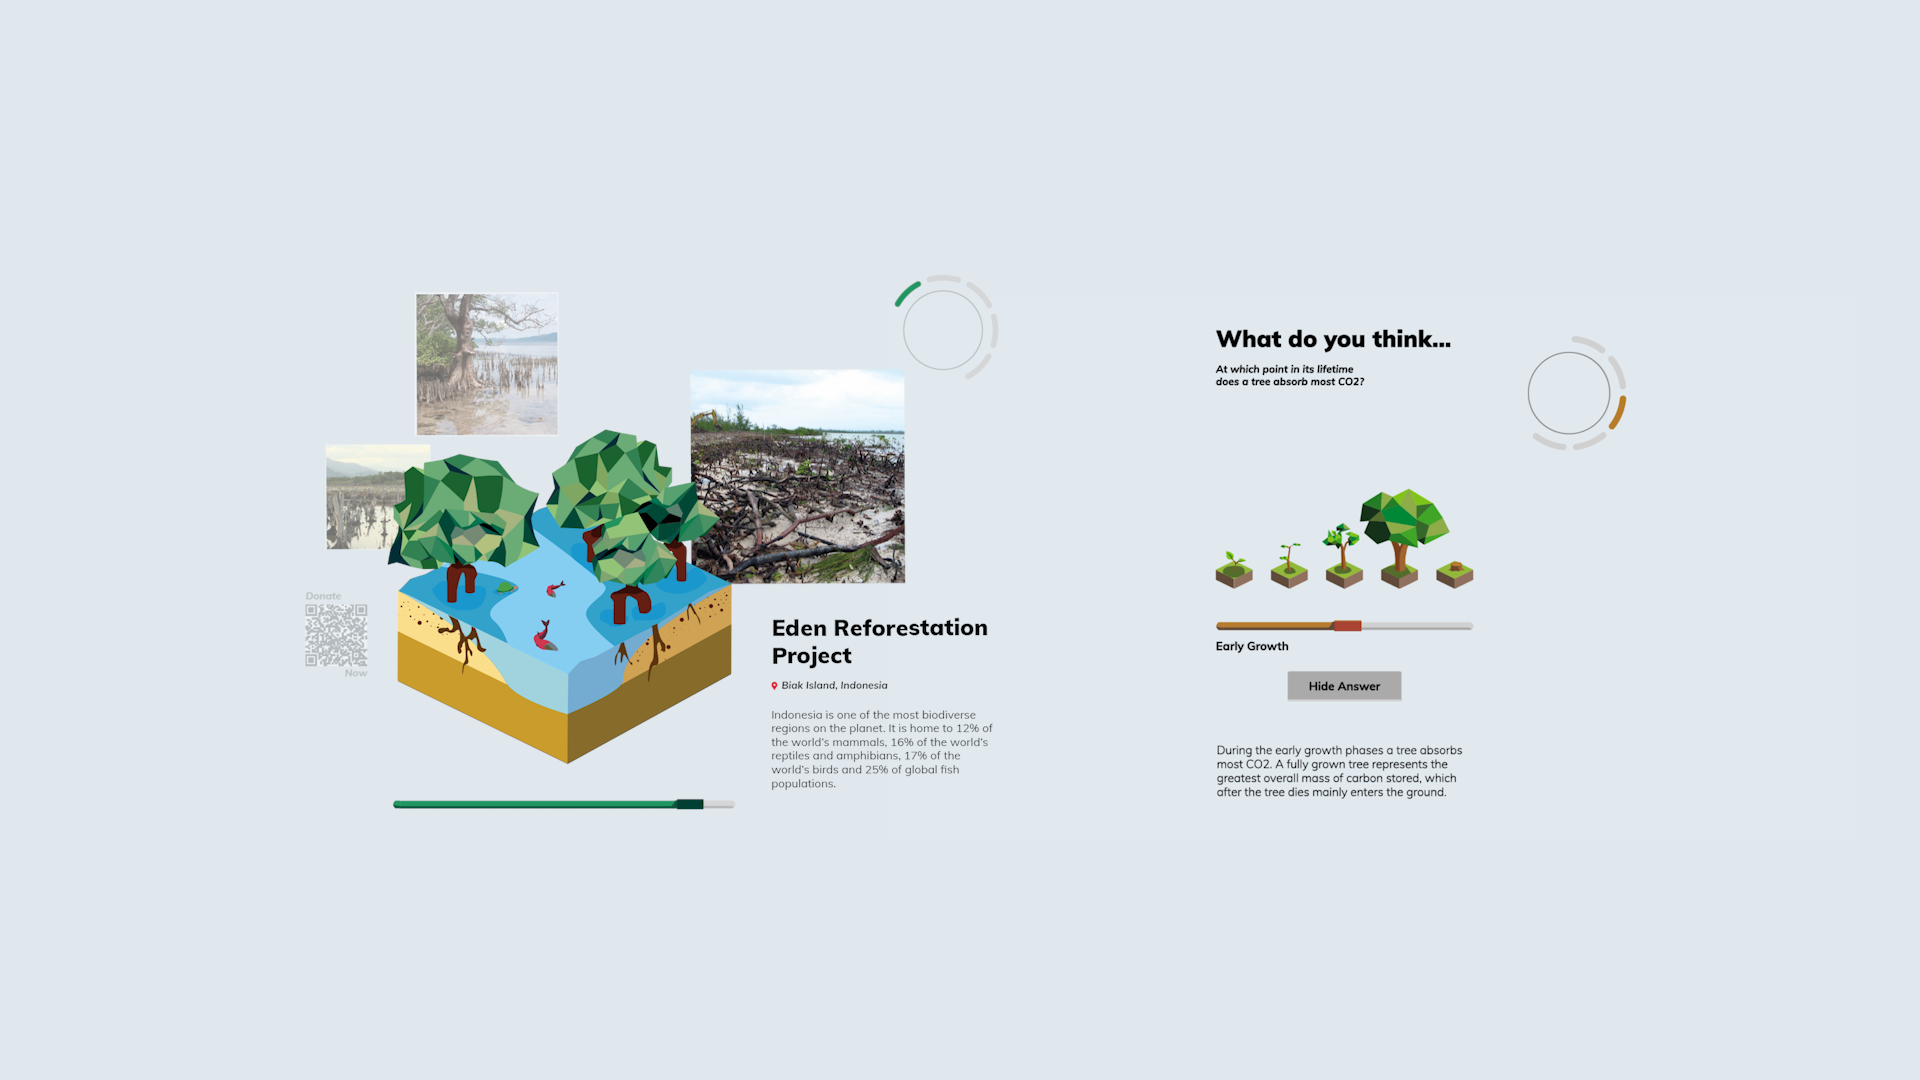 Donate
Now
Eden Reforestation
Project
Biak Island, Indonesia
Indonesia is one of the most biodiverse
regions on the planet. It is home to 12% of
the world's mammals, 16% of the world's
reptiles and amphibians, 17% of the
world's birds and 25% of global fish
populations.
What do you think...
At which point in its lifetime
does a tree absorb most CO2?
Early Growth
Hide Answer
During the early growth phases a tree absorbs
most CO2. A fully grown tree represents the
greatest overall mass of carbon stored, which
after the tree dies mainly enters the ground.